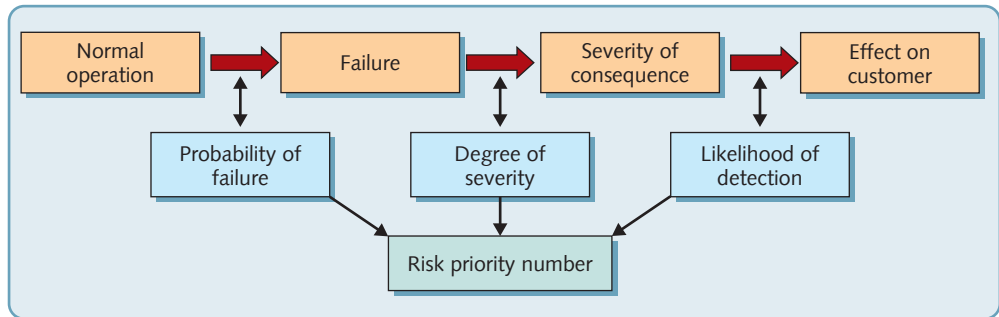 Normal
operation
Failure
Severity of
consequence
Effect on
customer
Probability of
failure
Degree of
severity
Likelihood of
detection
Risk priority number